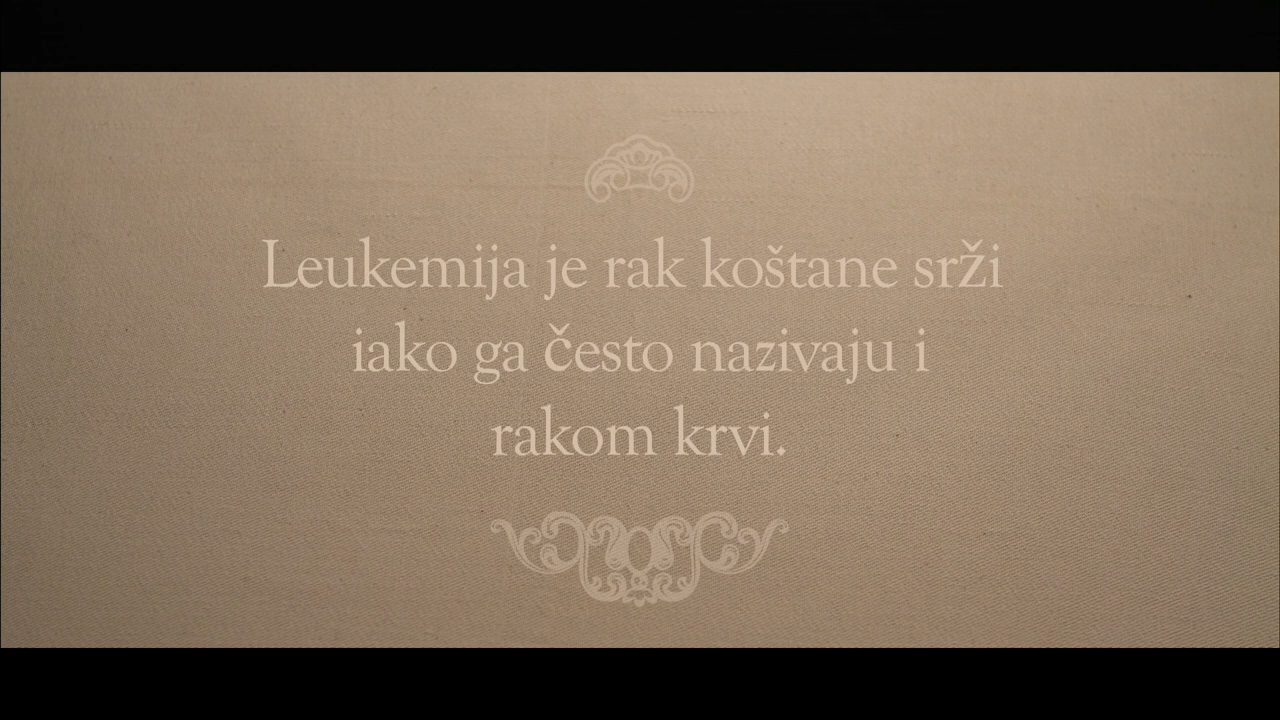 Leukemija je rak koštane srži
iako ga često nazivaju i
rakom krvi.